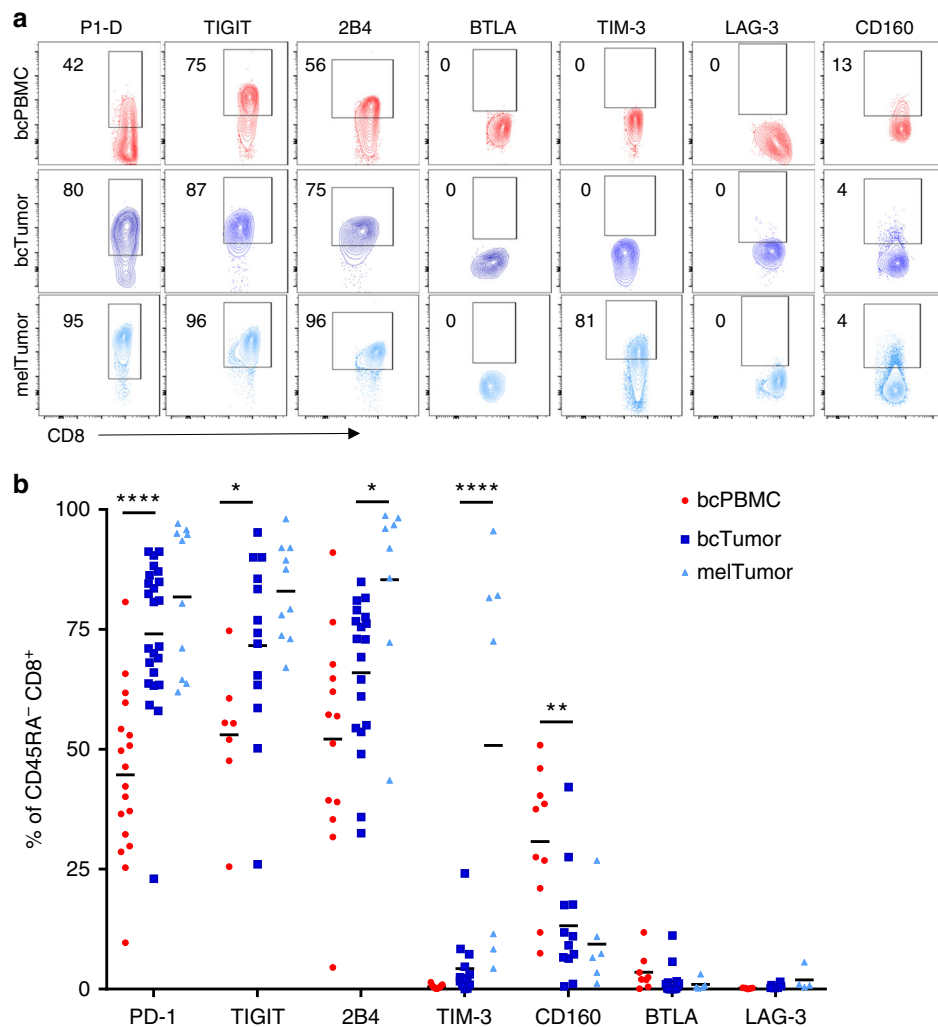 a
P1-D TIGIT 2B4 BTLA TIM-3 LAG-3 CD160
bcPBMC 42 75 56 0 0 0 13
bcTumor 80 87 75 0 0 0 4
melTumor 95 96 96 0 81 0 4
CD8
b
**** * * **** **
bcPBMC
bcTumor
melTumor
% of CD45RA⁻ CD8⁺
100
75
50
25
0
PD-1 TIGIT 2B4 TIM-3 CD160 BTLA LAG-3